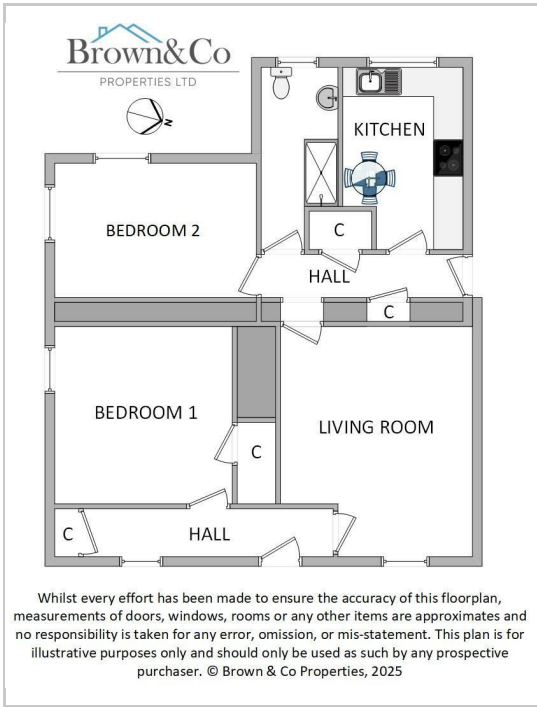 Brown&Co
PROPERTIES LTD
N
KITCHEN
BEDROOM 2
C
HALL
C
BEDROOM 1
LIVING ROOM
C
C
HALL
Whilst every effort has been made to ensure the accuracy of this floorplan,
measurements of doors, windows, rooms or any other items are approximates and
no responsibility is taken for any error, omission, or mis-statement. This plan is for
illustrative purposes only and should only be used as such by any prospective
purchaser. © Brown & Co Properties, 2025